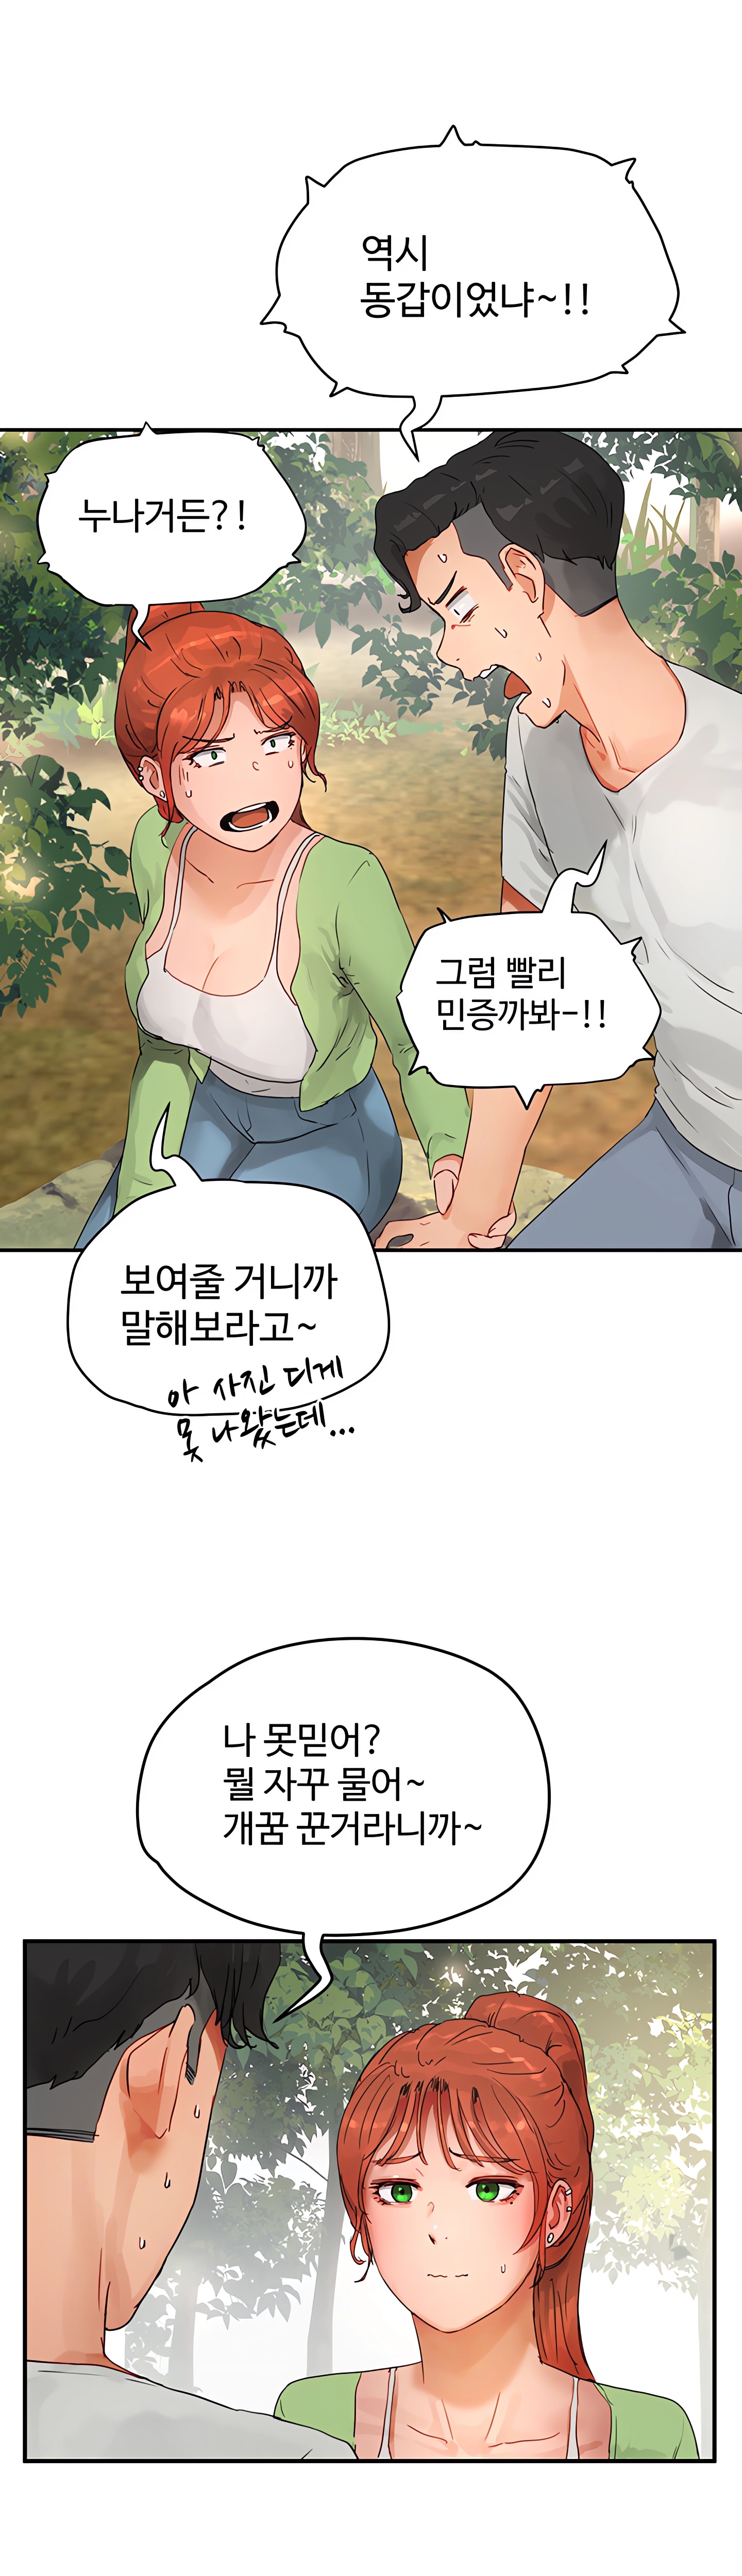 역시
동갑이었냐~!!
누나거든?!
그럼 빨리
민증까봐-!!
보여줄 거니까
말해보라고~
아 사진 디게
못 나왔는데...
나 못믿어?
뭘 자꾸 물어~
개꿈 꾼거라니까~